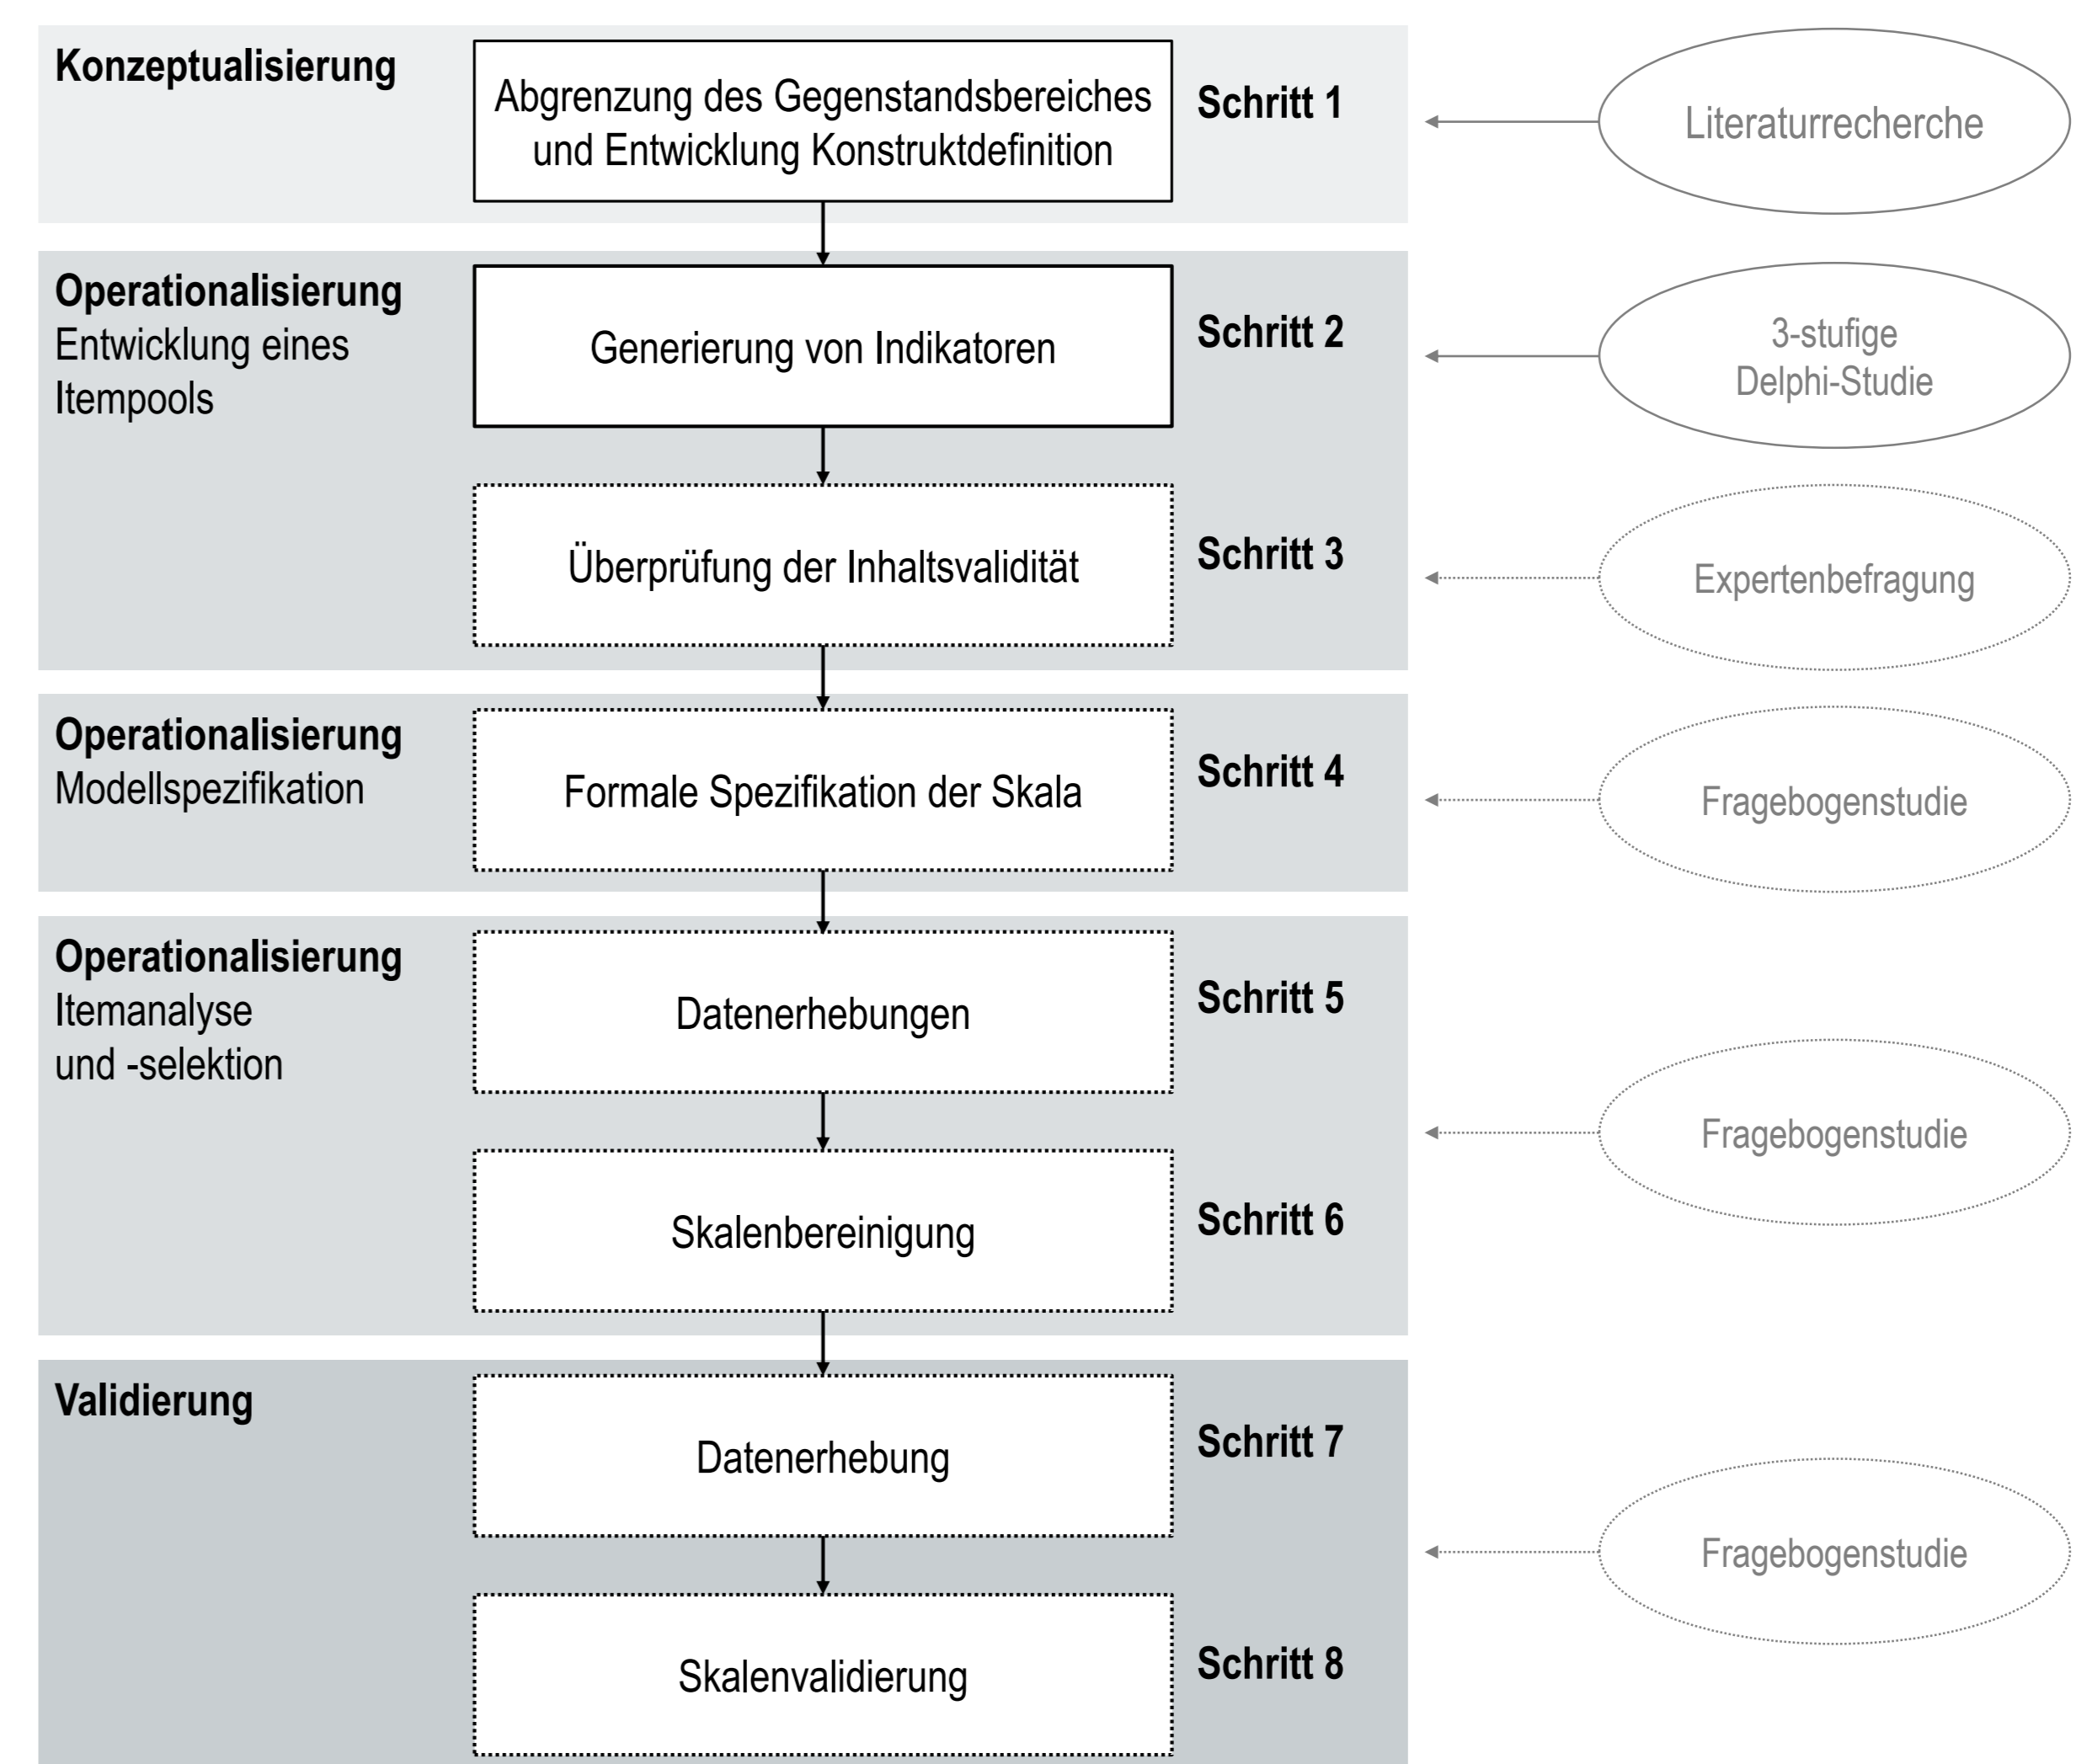 Konzeptualisierung
Abgrenzung des Gegenstandsbereiches
und Entwicklung Konstruktdefinition
Schritt 1
Literaturrecherche
Operationalisierung
Entwicklung eines
Itempools
Generierung von Indikatoren
Schritt 2
3-stufige
Delphi-Studie
Überprüfung der Inhaltsvalidität
Schritt 3
Expertenbefragung
Operationalisierung
Modellspezifikation
Formale Spezifikation der Skala
Schritt 4
Fragebogenstudie
Operationalisierung
Itemanalyse
und -selektion
Datenerhebungen
Schritt 5
Fragebogenstudie
Skalenbereinigung
Schritt 6
Validierung
Datenerhebung
Schritt 7
Fragebogenstudie
Skalenvalidierung
Schritt 8